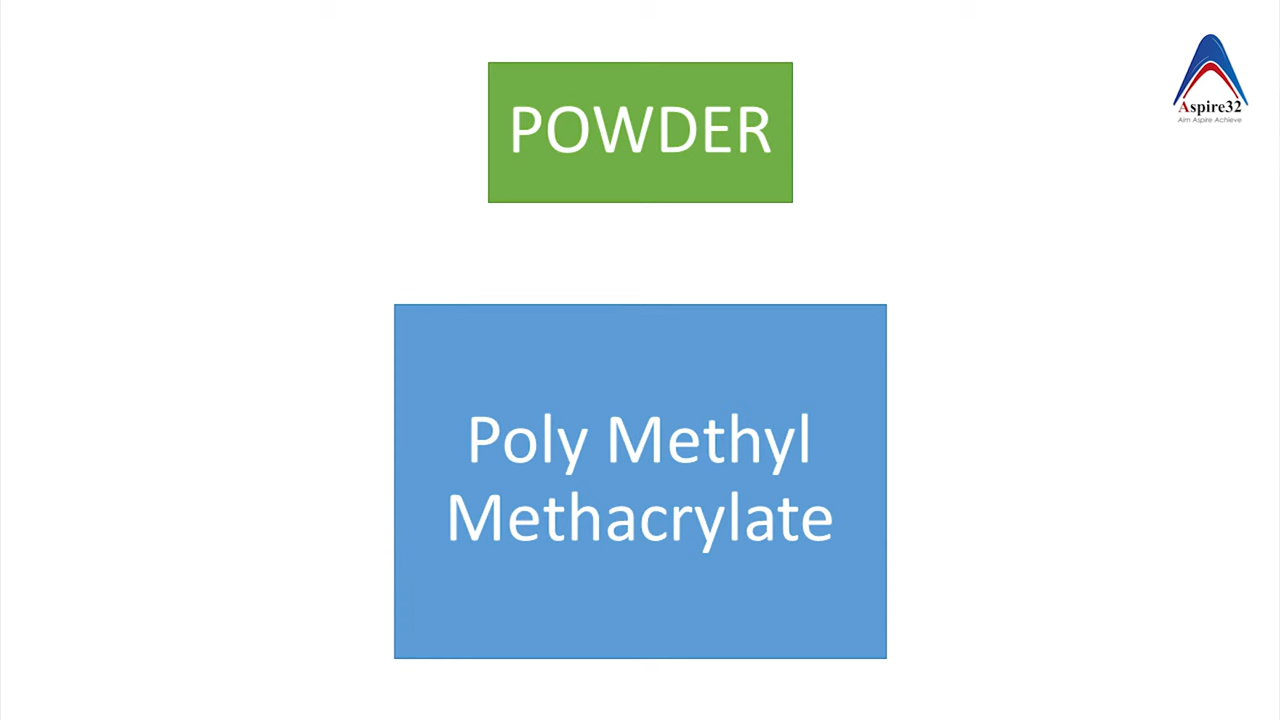 POWDER
Aspire32
Aim Aspire Achieve
Poly Methyl
Methacrylate